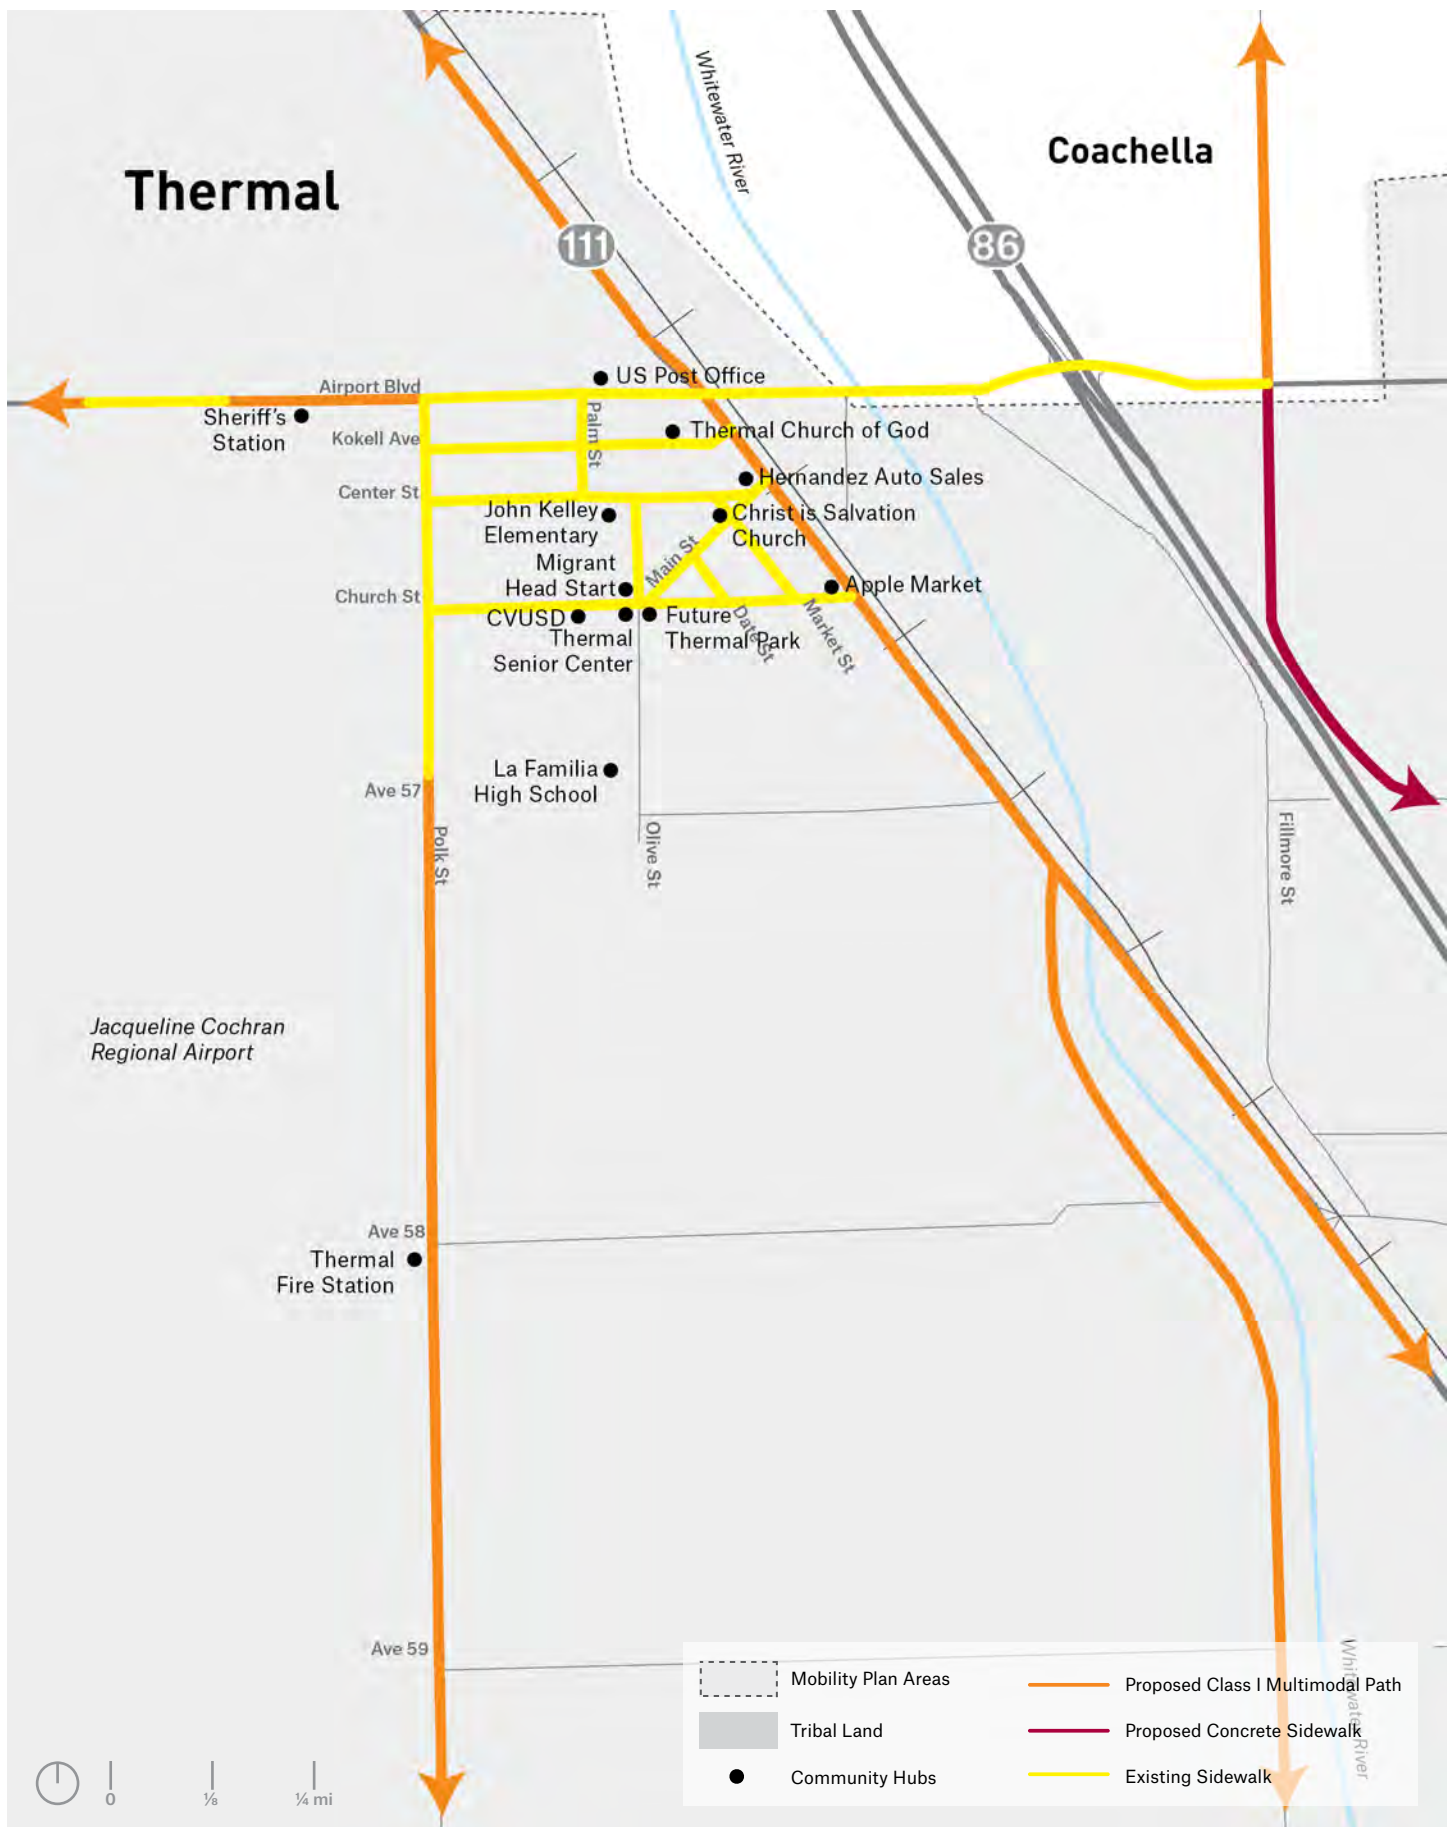 Whitewater River
Coachella
Thermal
111
86
US Post Office
Airport Blvd
Sheriff's
Station
Palm St
Thermal Church of God
Kokell Ave
Hernandez Auto Sales
Center St
John Kelley
Elementary
Christ is Salvation
Church
Main St
Migrant
Head Start
Apple Market
Church St
CVUSD
Future
Thermal Park
Date St
Market St
Thermal
Senior Center
La Familia
High School
Ave 57
Polk St
Olive St
Fillmore St
Jacqueline Cochran
Regional Airport
Ave 58
Thermal
Fire Station
Ave 59
Whitewater River
Mobility Plan Areas
Tribal Land
Community Hubs
Proposed Class I Multimodal Path
Proposed Concrete Sidewalk
Existing Sidewalk
0
⅛
¼ mi